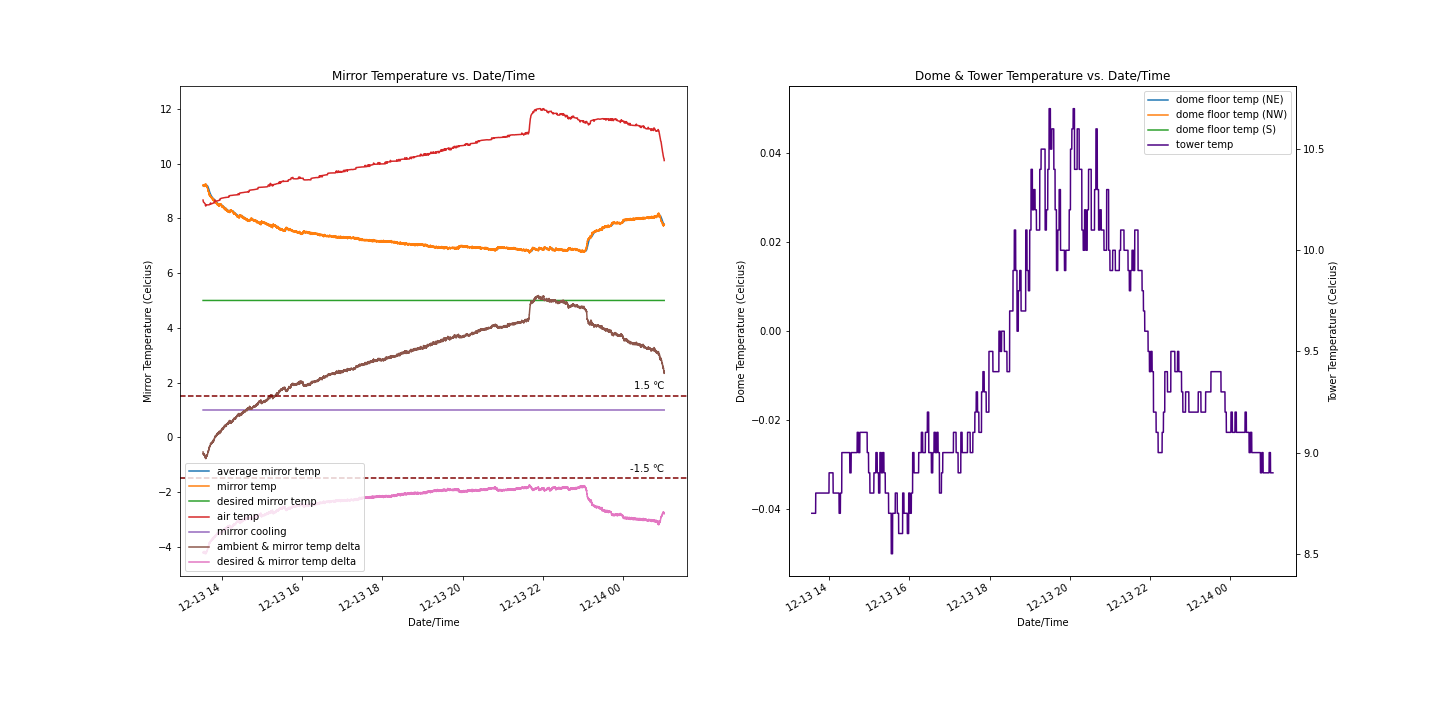 Mirror Temperature vs. Date/Time
Mirror Temperature (Celcius)
12
10
8
6
4
2
0
−2
−4
1.5 °C
-1.5 °C
average mirror temp
mirror temp
desired mirror temp
air temp
mirror cooling
ambient & mirror temp delta
desired & mirror temp delta
12-13 14
12-13 16
12-13 18
12-13 20
12-13 22
12-14 00
Date/Time
Dome & Tower Temperature vs. Date/Time
Dome Temperature (Celcius)
0.04
0.02
0.00
−0.02
−0.04
dome floor temp (NE)
dome floor temp (NW)
dome floor temp (S)
tower temp
10.5
10.0
9.5
9.0
8.5
Tower Temperature (Celcius)
12-13 14
12-13 16
12-13 18
12-13 20
12-13 22
12-14 00
Date/Time